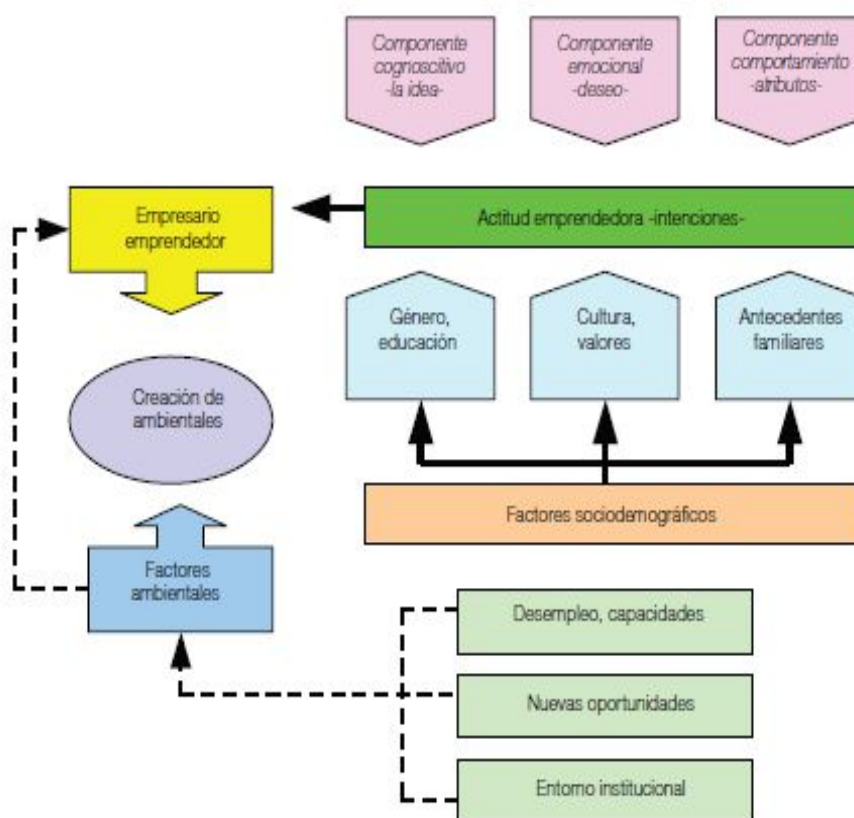 Componente
cognoscitivo
-la idea-
Componente
emocional
-deseo-
Componente
comportamiento
-atributos-
Empresario
emprendedor
Actitud emprendedora -intenciones-
Género,
educación
Cultura,
valores
Antecedentes
familiares
Creación de
ambientales
Factores sociodemográficos
Factores
ambientales
Desempleo, capacidades
Nuevas oportunidades
Entorno institucional